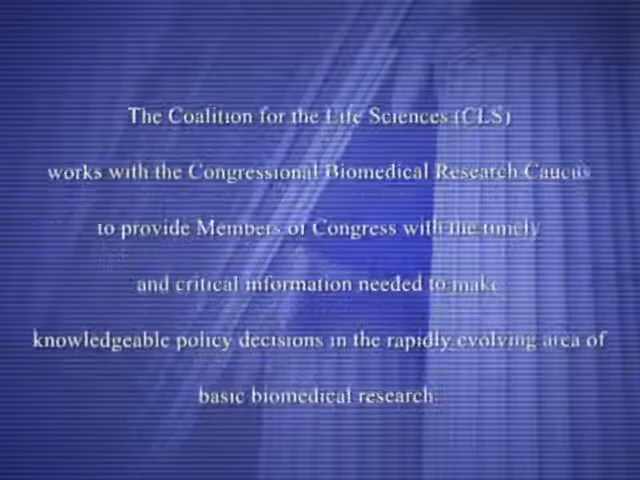 The Coalition for the Life Sciences (CLS)
works with the Congressional Biomedical Research Caucus
to provide Members of Congress with the timely
and critical information needed to make
knowledgeable policy decisions in the rapidly evolving area of
basic biomedical research.